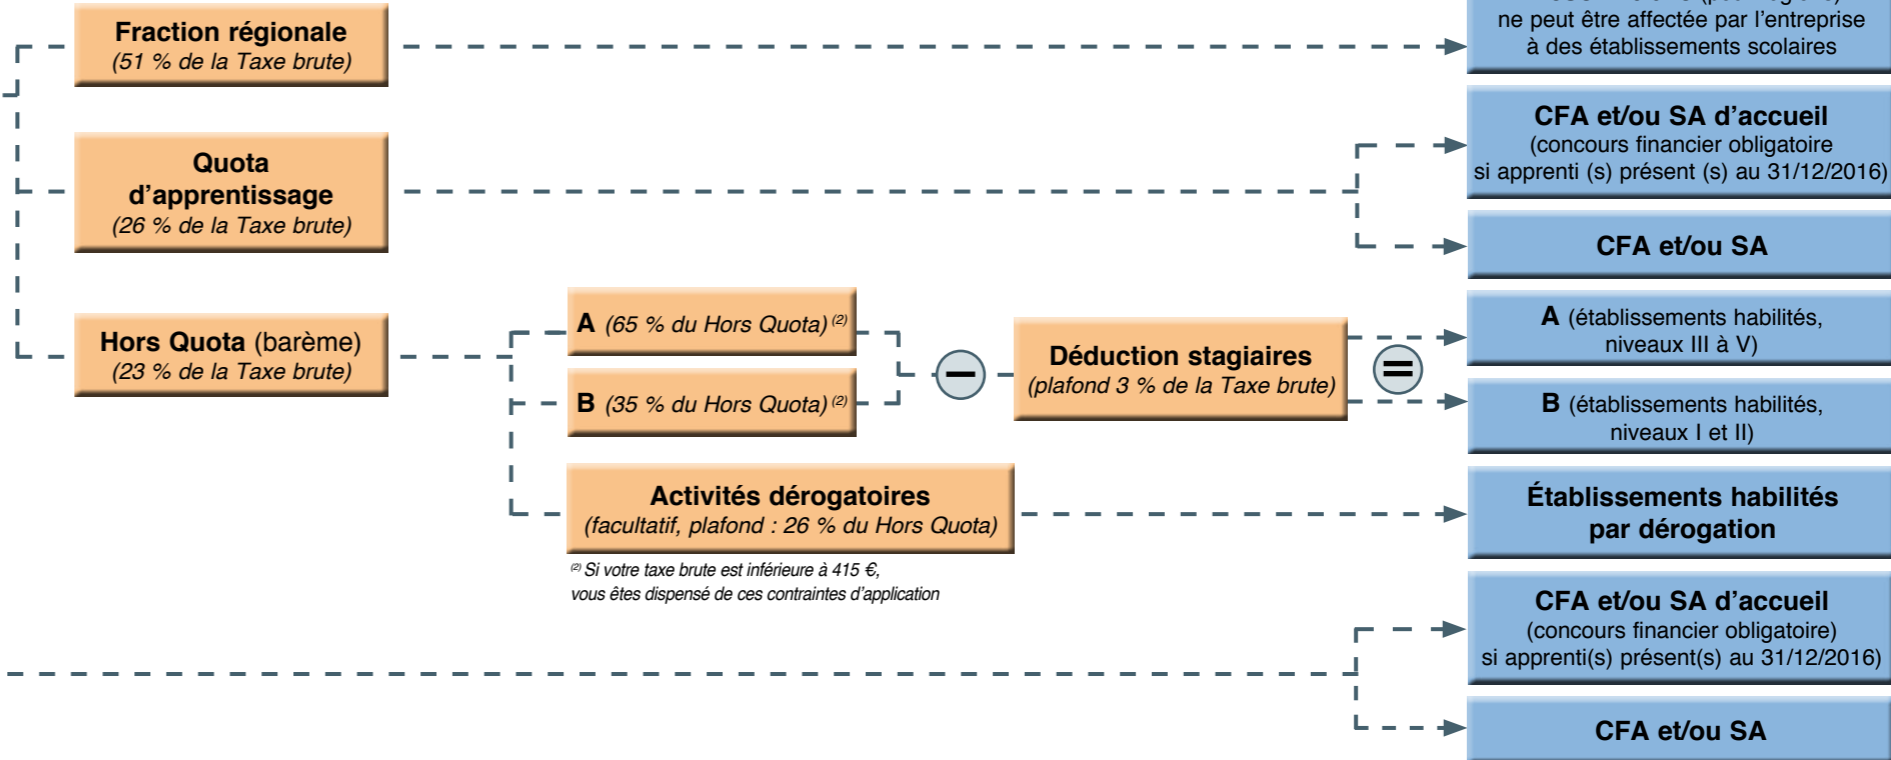 ne peut être affectée par l'entreprise
à des établissements scolaires
Fraction régionale
(51 % de la Taxe brute)
CFA et/ou SA d'accueil
(concours financier obligatoire
si apprenti (s) présent (s) au 31/12/2016)
Quota
d'apprentissage
(26 % de la Taxe brute)
CFA et/ou SA
Hors Quota (barème)
(23 % de la Taxe brute)
A (65 % du Hors Quota) (2)
B (35 % du Hors Quota) (2)
−
Déduction stagiaires
(plafond 3 % de la Taxe brute)
=
A (établissements habilités,
niveaux III à V)
B (établissements habilités,
niveaux I et II)
Activités dérogatoires
(facultatif, plafond : 26 % du Hors Quota)
Établissements habilités
par dérogation
(2) Si votre taxe brute est inférieure à 415 €,
vous êtes dispensé de ces contraintes d'application
CFA et/ou SA d'accueil
(concours financier obligatoire)
si apprenti(s) présent(s) au 31/12/2016)
CFA et/ou SA